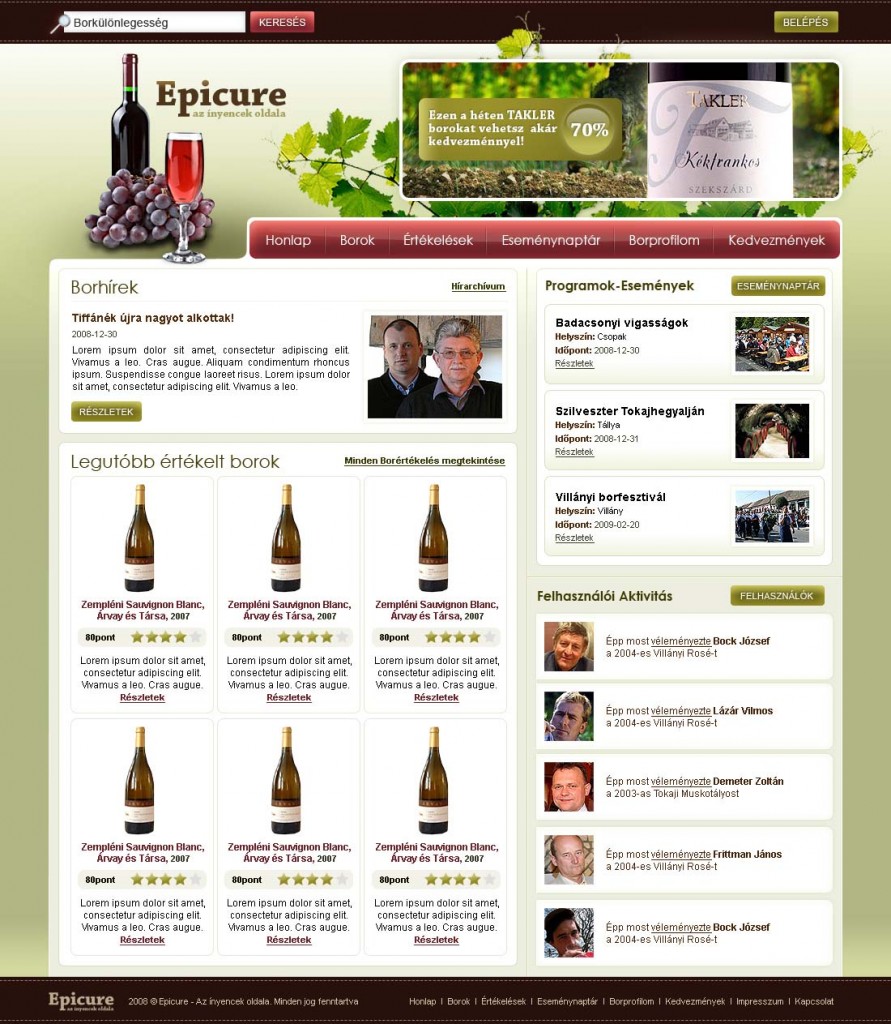 Borkülönlegesség
KERESÉS
BELÉPÉS
Epicure
az ínyencek oldala
Ezen a héten TAKLER
borokat vehetsz akár
kedvezménnyel!
70%
TAKLER
Kékfrankos
SZEKSZÁRD
Honlap
Borok
Értékelések
Eseménynaptár
Borprofilom
Kedvezmények
Borhírek
Hírarchívum
Tiffánék újra nagyot alkottak!
2008-12-30
Lorem ipsum dolor sit amet, consectetur adipiscing elit.
Vivamus a leo. Cras augue. Aliquam condimentum rhoncus
ipsum. Suspendisse congue laoreet risus. Lorem ipsum dolor
sit amet, consectetur adipiscing elit. Vivamus a leo.
RÉSZLETEK
Legutóbb értékelt borok
Minden Borértékelés megtekintése
Zempléni Sauvignon Blanc,
Árvay és Társa, 2007
80pont
Lorem ipsum dolor sit amet,
consectetur adipiscing elit.
Vivamus a leo. Cras augue.
Részletek
Zempléni Sauvignon Blanc,
Árvay és Társa, 2007
80pont
Lorem ipsum dolor sit amet,
consectetur adipiscing elit.
Vivamus a leo. Cras augue.
Részletek
Zempléni Sauvignon Blanc,
Árvay és Társa, 2007
80pont
Lorem ipsum dolor sit amet,
consectetur adipiscing elit.
Vivamus a leo. Cras augue.
Részletek
Zempléni Sauvignon Blanc,
Árvay és Társa, 2007
80pont
Lorem ipsum dolor sit amet,
consectetur adipiscing elit.
Vivamus a leo. Cras augue.
Részletek
Zempléni Sauvignon Blanc,
Árvay és Társa, 2007
80pont
Lorem ipsum dolor sit amet,
consectetur adipiscing elit.
Vivamus a leo. Cras augue.
Részletek
Zempléni Sauvignon Blanc,
Árvay és Társa, 2007
80pont
Lorem ipsum dolor sit amet,
consectetur adipiscing elit.
Vivamus a leo. Cras augue.
Részletek
Programok-Események
ESEMÉNYNAPTÁR
Badacsonyi vigasságok
Helyszín: Csopak
Időpont: 2008-12-30
Részletek
Szilveszter Tokajhegyalján
Helyszín: Tállya
Időpont: 2008-12-31
Részletek
Villányi borfesztivál
Helyszín: Villány
Időpont: 2009-02-20
Részletek
Felhasználói Aktivitás
FELHASZNÁLÓK
Épp most véleményezte Bock József
a 2004-es Villányi Rosé-t
Épp most véleményezte Lázár Vilmos
a 2004-es Villányi Rosé-t
Épp most véleményezte Demeter Zoltán
a 2003-as Tokaji Muskotályost
Épp most véleményezte Frittman János
a 2004-es Villányi Rosé-t
Épp most véleményezte Bock József
a 2004-es Villányi Rosé-t
Epicure
az ínyencek oldala
2008 © Epicure - Az ínyencek oldala. Minden jog fenntartva
Honlap | Borok | Értékelések | Eseménynaptár | Borprofilom | Kedvezmények | Impresszum | Kapcsolat